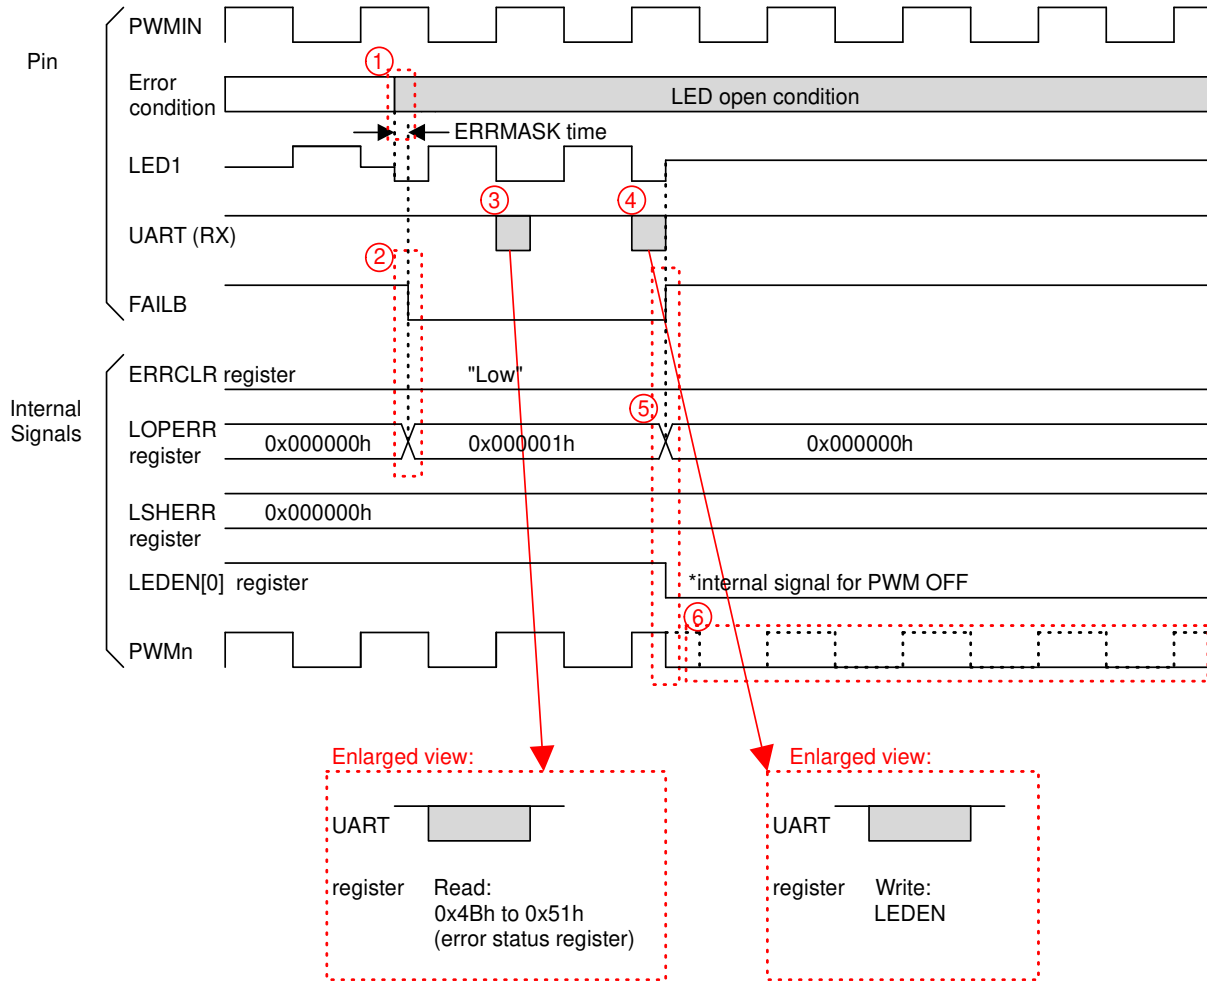 PWMIN
Pin
1
Error
condition
LED open condition
ERRMASK time
LED1
3
4
UART (RX)
2
FAILB
ERRCLR register
"Low"
Internal
Signals
5
LOPERR
register
0x000000h
0x000001h
0x000000h
LSHERR
register
0x000000h
LEDEN[0] register
*internal signal for PWM OFF
6
PWMn
Enlarged view:
UART
register
Read:
0x4Bh to 0x51h
(error status register)
Enlarged view:
UART
register
Write:
LEDEN